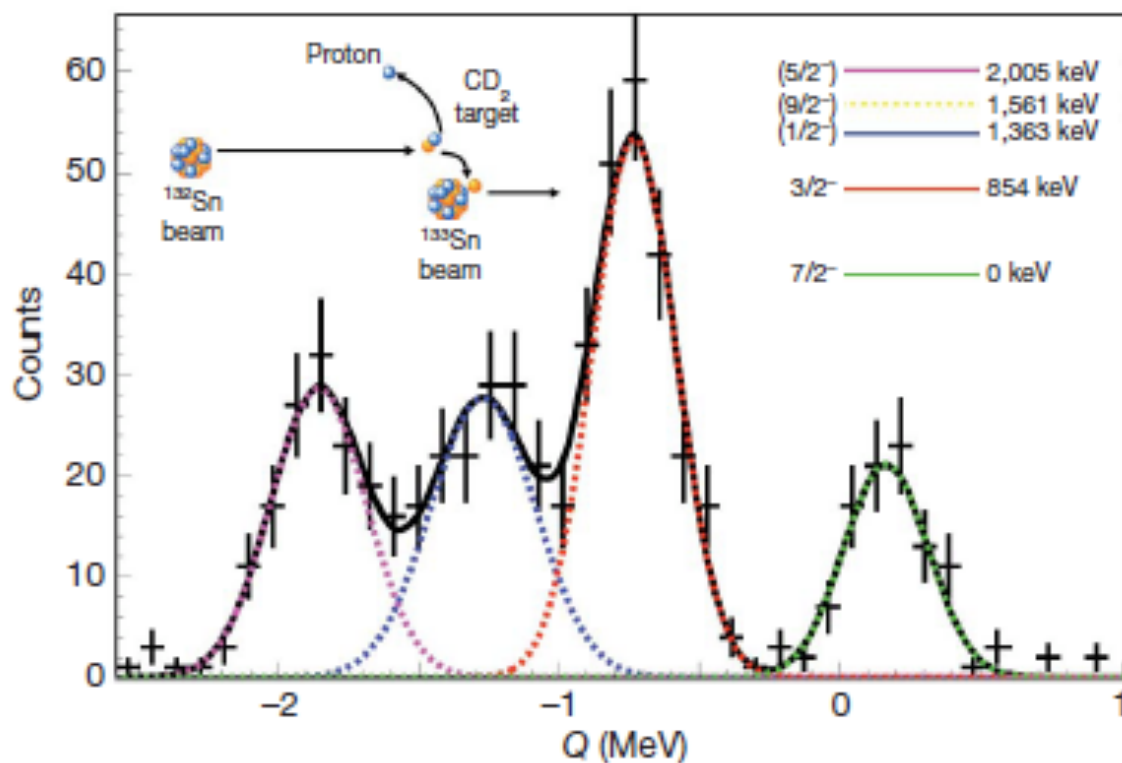 60
50
40
30
20
10
0
Counts
−2
−1
0
1
Q (MeV)
Proton
CD₂
target
¹³²Sn
beam
¹³³Sn
beam
(5/2⁻) 2,005 keV
(9/2⁻) 1,561 keV
(1/2⁻) 1,363 keV
3/2⁻ 854 keV
7/2⁻ 0 keV